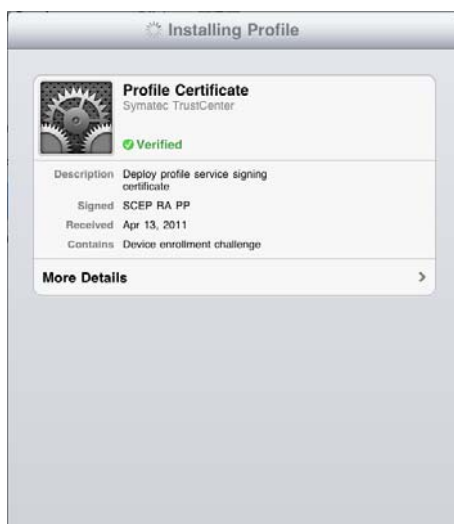 Installing Profile
Profile Certificate
Symatec TrustCenter
Verified
Description Deploy profile service signing
certificate
Signed SCEP RA PP
Received Apr 13, 2011
Contains Device enrollment challenge
More Details